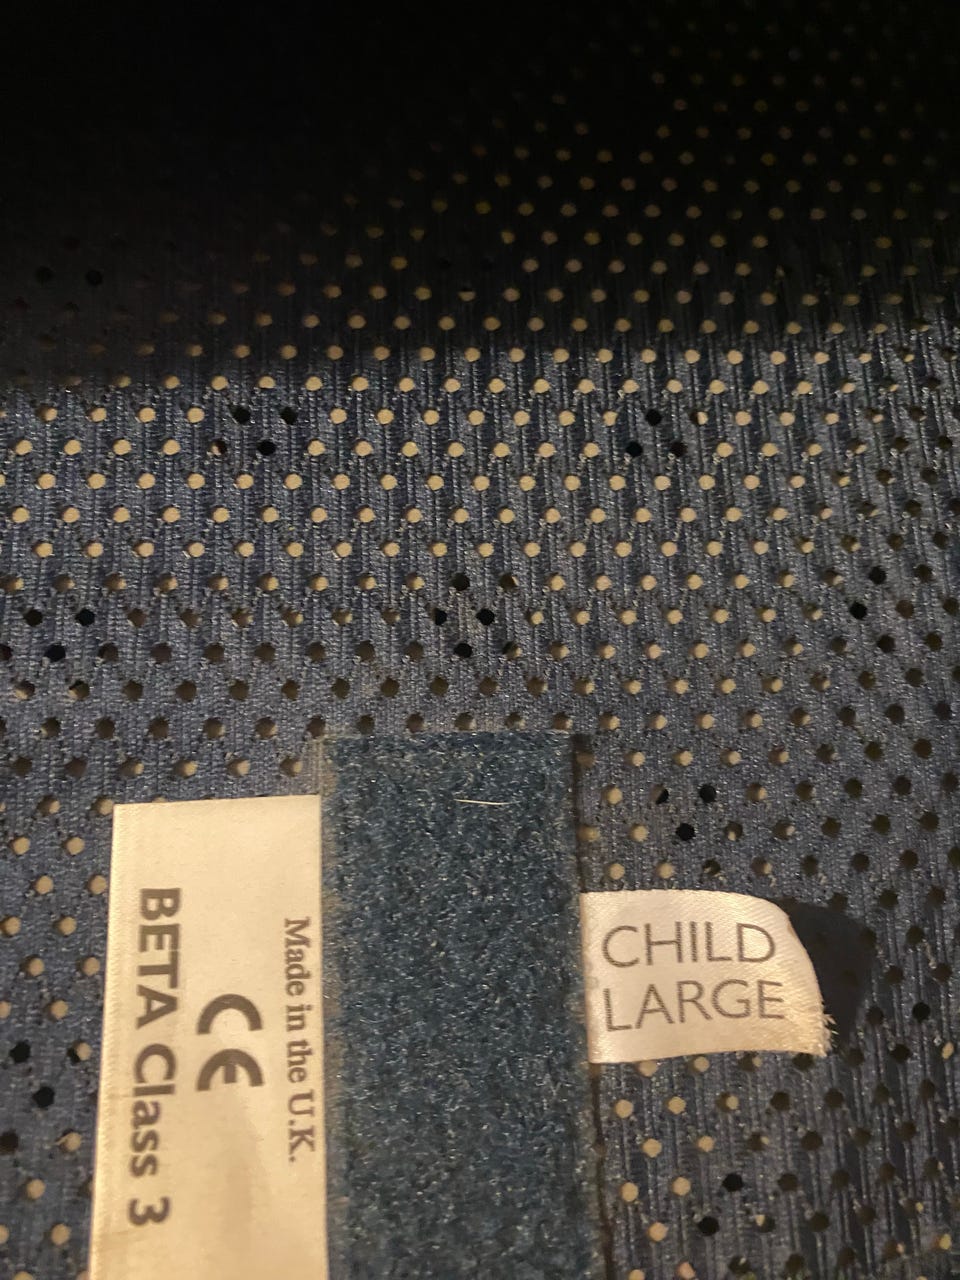 Made in the U.K.
CE
BETA Class 3
CHILD
LARGE